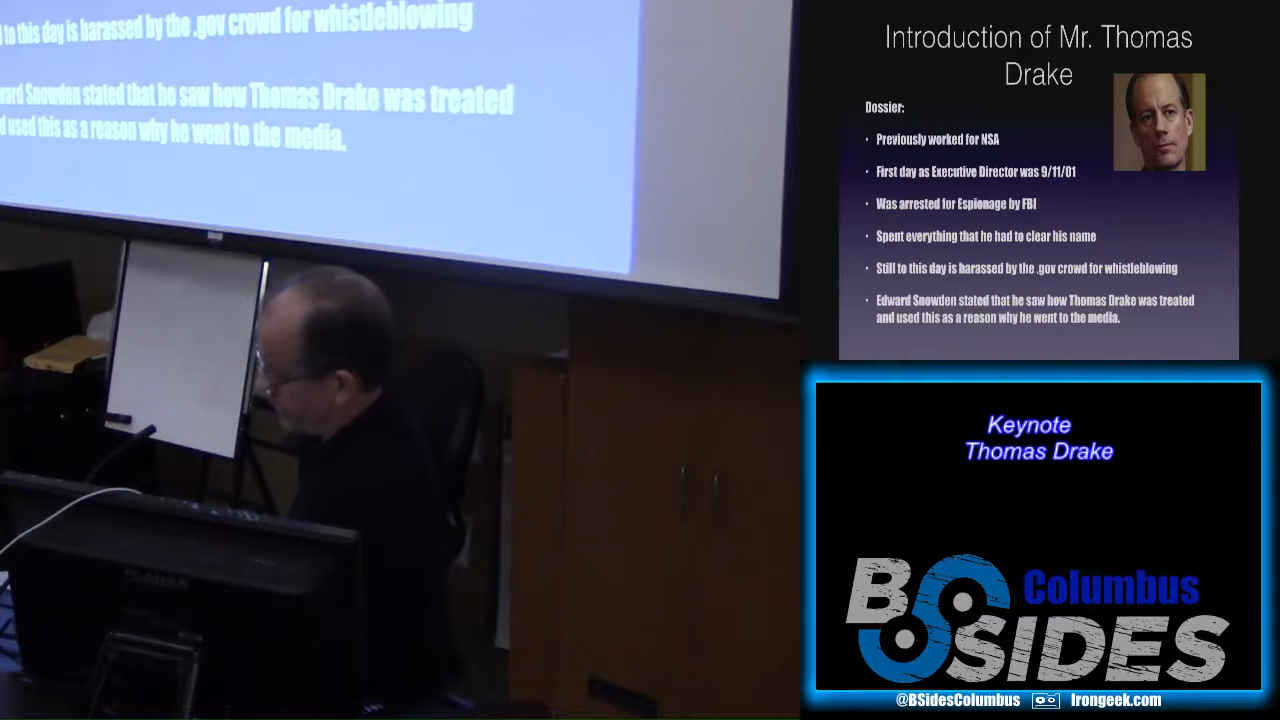 d to this day is harassed by the .gov crowd for whistleblowing
ward Snowden stated that he saw how Thomas Drake was treated
d used this as a reason why he went to the media.
Introduction of Mr. Thomas
Drake
Dossier:
• Previously worked for NSA
• First day as Executive Director was 9/11/01
• Was arrested for Espionage by FBI
• Spent everything that he had to clear his name
• Still to this day is harassed by the .gov crowd for whistleblowing
• Edward Snowden stated that he saw how Thomas Drake was treated
and used this as a reason why he went to the media.
Keynote
Thomas Drake
B Columbus
SIDES
@BSidesColumbus Irongeek.com